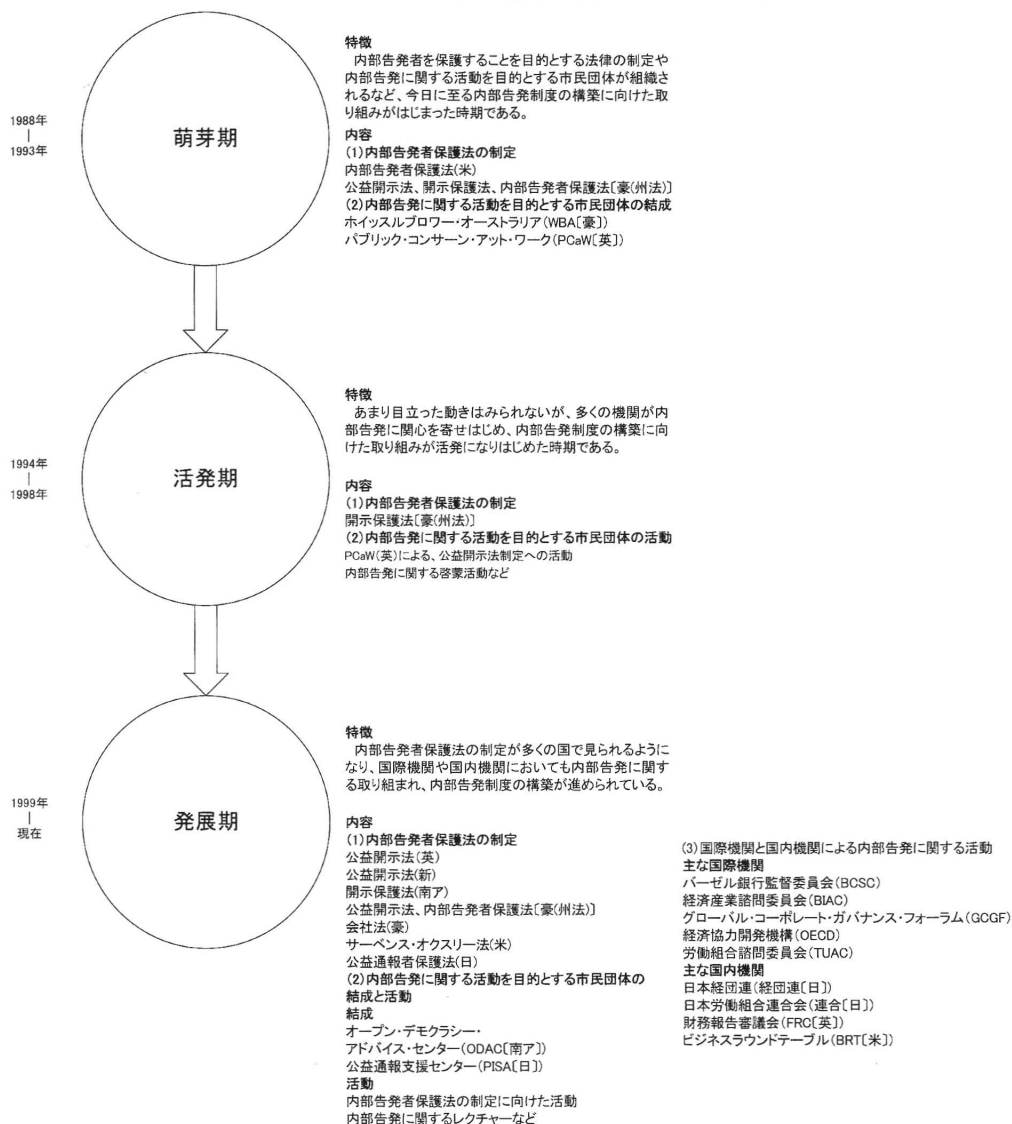 1988年
|
1993年
萌芽期
特徴
内部告発者を保護することを目的とする法律の制定や
内部告発に関する活動を目的とする市民団体が組織さ
れるなど、今日に至る内部告発制度の構築に向けた取
り組みがはじまった時期である。
内容
(1)内部告発者保護法の制定
内部告発者保護法(米)
公益開示法、開示保護法、内部告発者保護法〔豪(州法)〕
(2)内部告発に関する活動を目的とする市民団体の結成
ホイッスルブロワー・オーストラリア(WBA〔豪〕)
パブリック・コンサーン・アット・ワーク(PCaW〔英〕)
1994年
|
1998年
活発期
特徴
あまり目立った動きはみられないが、多くの機関が内
部告発に関心を寄せはじめ、内部告発制度の構築に向
けた取り組みが活発になりはじめた時期である。
内容
(1)内部告発者保護法の制定
開示保護法〔豪(州法)〕
(2)内部告発に関する活動を目的とする市民団体の活動
PCaW(英)による、公益開示法制定への活動
内部告発に関する啓蒙活動など
1999年
|
現在
発展期
特徴
内部告発者保護法の制定が多くの国で見られるように
なり、国際機関や国内機関においても内部告発に関す
る取り組まれ、内部告発制度の構築が進められている。
内容
(1)内部告発者保護法の制定
公益開示法(英)
公益開示法(新)
開示保護法(南ア)
公益開示法、内部告発者保護法〔豪(州法)〕
会社法(豪)
サーベンス・オクスリー法(米)
公益通報者保護法(日)
(2)内部告発に関する活動を目的とする市民団体の
結成と活動
結成
オープン・デモクラシー・
アドバイス・センター(ODAC〔南ア〕)
公益通報支援センター(PISA〔日〕)
活動
内部告発者保護法の制定に向けた活動
内部告発に関するレクチャーなど
(3)国際機関と国内機関による内部告発に関する活動
主な国際機関
バーゼル銀行監督委員会(BCSC)
経済産業諮問委員会(BIAC)
グローバル・コーポレート・ガバナンス・フォーラム(GCGF)
経済協力開発機構(OECD)
労働組合諮問委員会(TUAC)
主な国内機関
日本経団連(経団連〔日〕)
日本労働組合連合会(連合〔日〕)
財務報告審議会(FRC〔英〕)
ビジネスラウンドテーブル(BRT〔米〕)